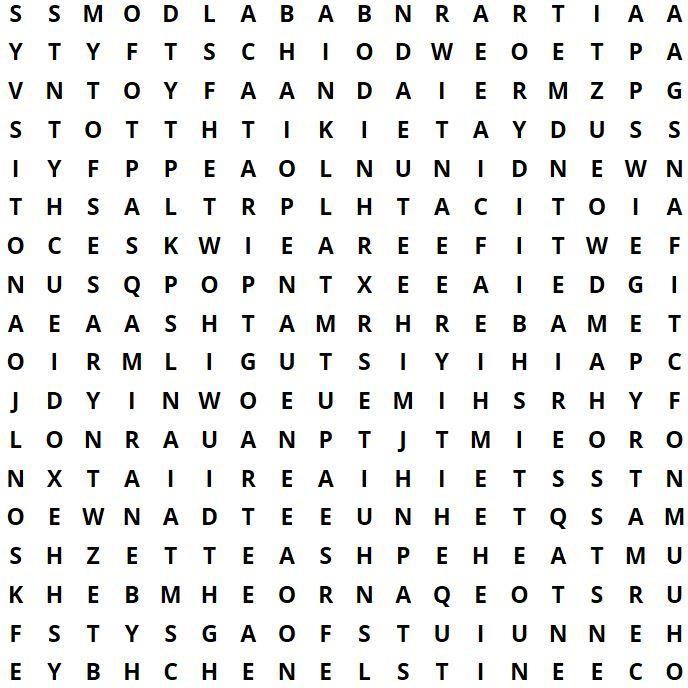 S S M O D L A B A B N R A R T I A A
Y T Y F T S C H I O D W E O E T P A
V N T O Y F A A N D A I E R M Z P G
S T O T T H T I K I E T A Y D U S S
I Y F P P E A O L N U N I D N E W N
T H S A L T R P L H T A C I T O I A
O C E S K W I E A R E E F I T W E F
N U S Q P O P N T X E E A I E D G I
A E A A S H T A M R H R E B A M E T
O I R M L I G U T S I Y I H I A P C
J D Y I N W O E U E M I H S R H Y F
L O N R A U A N P T J T M I E O R O
N X T A I I R E A I H I E T S S T N
O E W N A D T E E U N H E T Q S A M
S H Z E T T E A S H P E H E A T M U
K H E B M H E O R N A Q E O T S R U
F S T Y S G A O F S T U I U N N E H
E Y B H C H E N E L S T I N E E C O